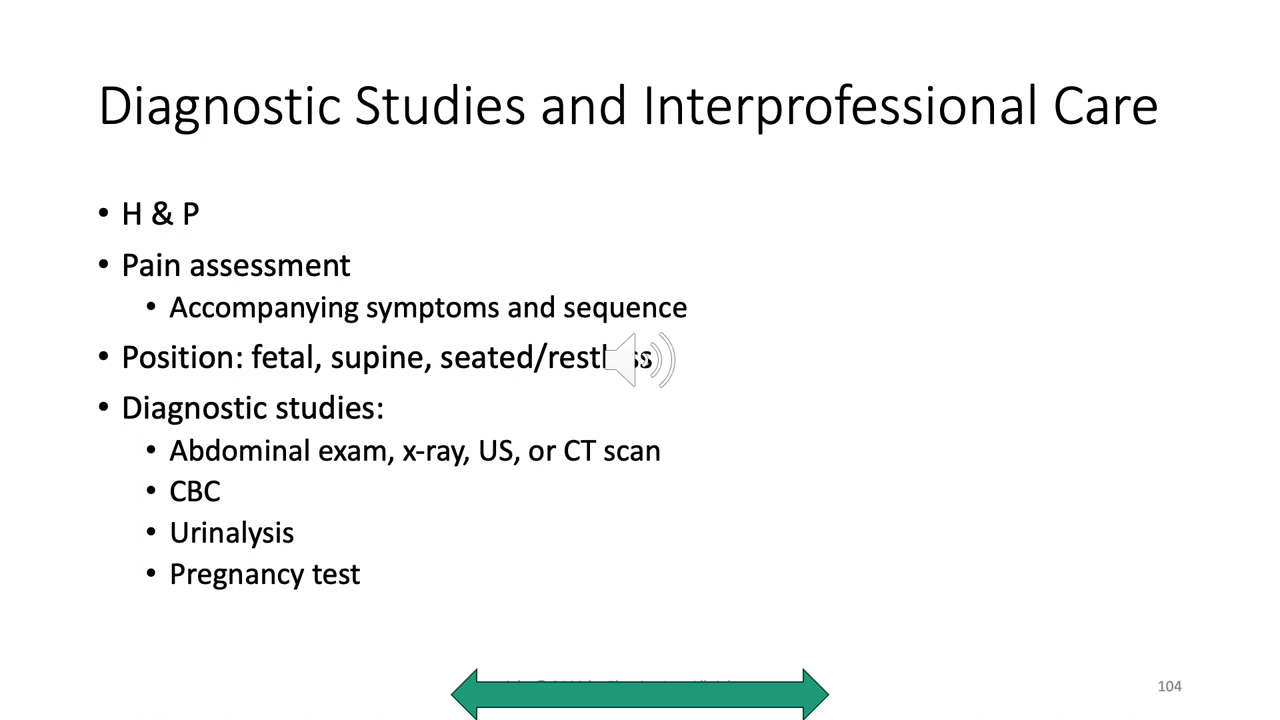 Diagnostic Studies and Interprofessional Care
• H & P
• Pain assessment
• Accompanying symptoms and sequence
• Position: fetal, supine, seated/restless
• Diagnostic studies:
• Abdominal exam, x-ray, US, or CT scan
• CBC
• Urinalysis
• Pregnancy test
104